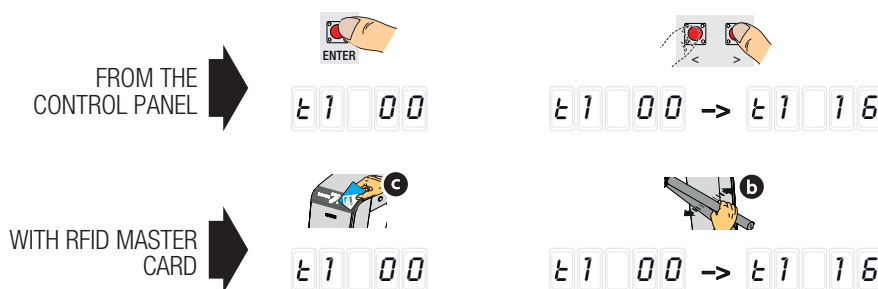 ENTER
< >
FROM THE
CONTROL PANEL
t1 00
t1 00 -> t1 16
c
b
WITH RFID MASTER
CARD
t1 00
t1 00 -> t1 16